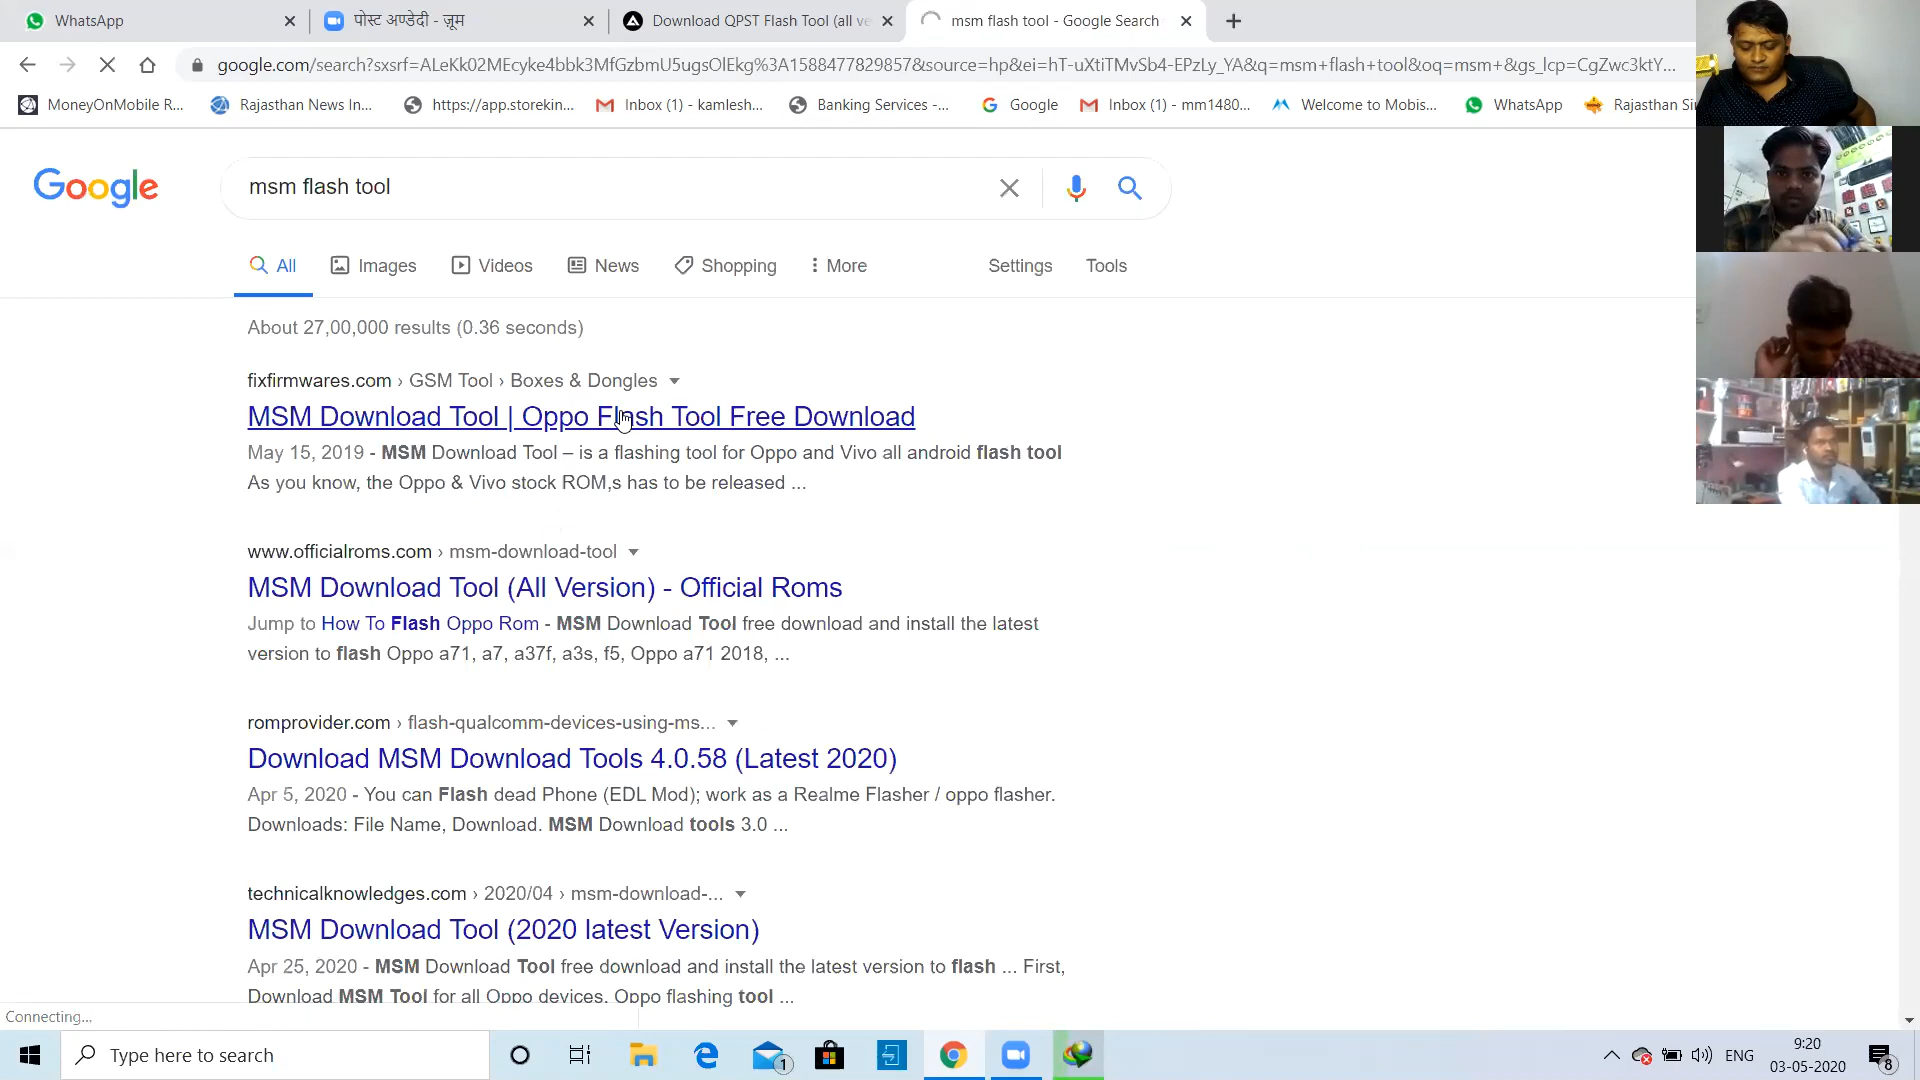 WhatsApp
पोस्ट अण्डेदी - ज़ूम
Download QPST Flash Tool (all ve
msm flash tool - Google Search
google.com/search?sxsrf=ALeKk02MEcyke4bbk3MfGzbmU5ugsOlEkg%3A1588477829857&source=hp&ei=hT-uXtiTMvSb4-EPzLy_YA&q=msm+flash+tool&oq=msm+&gs_lcp=CgZwc3ktY...
MoneyOnMobile R...
Rajasthan News In...
https://app.storekin...
Inbox (1) - kamlesh...
Banking Services -...
Google
Inbox (1) - mm1480...
Welcome to Mobis...
WhatsApp
Rajasthan Si
Google
msm flash tool
All
Images
Videos
News
Shopping
More
Settings
Tools
About 27,00,000 results (0.36 seconds)
fixfirmwares.com › GSM Tool › Boxes & Dongles
MSM Download Tool | Oppo Flash Tool Free Download
May 15, 2019 - MSM Download Tool – is a flashing tool for Oppo and Vivo all android flash tool
As you know, the Oppo & Vivo stock ROM,s has to be released ...
www.officialroms.com › msm-download-tool
MSM Download Tool (All Version) - Official Roms
Jump to How To Flash Oppo Rom - MSM Download Tool free download and install the latest
version to flash Oppo a71, a7, a37f, a3s, f5, Oppo a71 2018, ...
romprovider.com › flash-qualcomm-devices-using-ms...
Download MSM Download Tools 4.0.58 (Latest 2020)
Apr 5, 2020 - You can Flash dead Phone (EDL Mod); work as a Realme Flasher / oppo flasher.
Downloads: File Name, Download. MSM Download tools 3.0 ...
technicalknowledges.com › 2020/04 › msm-download-...
MSM Download Tool (2020 latest Version)
Apr 25, 2020 - MSM Download Tool free download and install the latest version to flash ... First,
Download MSM Tool for all Oppo devices. Oppo flashing tool ...
Connecting...
Type here to search
1
ENG
9:20
03-05-2020
8